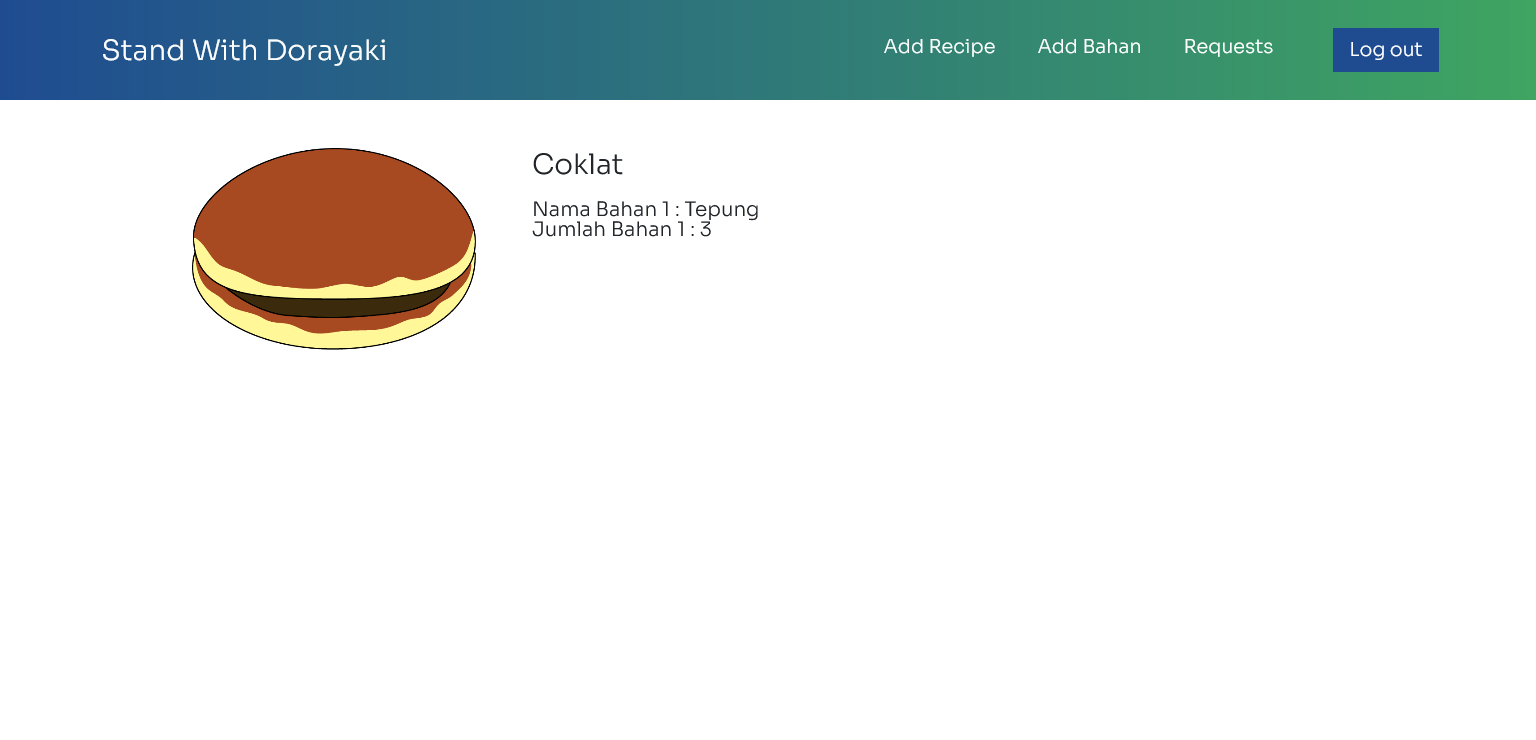 Stand With Dorayaki
Add Recipe
Add Bahan
Requests
Log out
Coklat
Nama Bahan 1 : Tepung
Jumlah Bahan 1 : 3